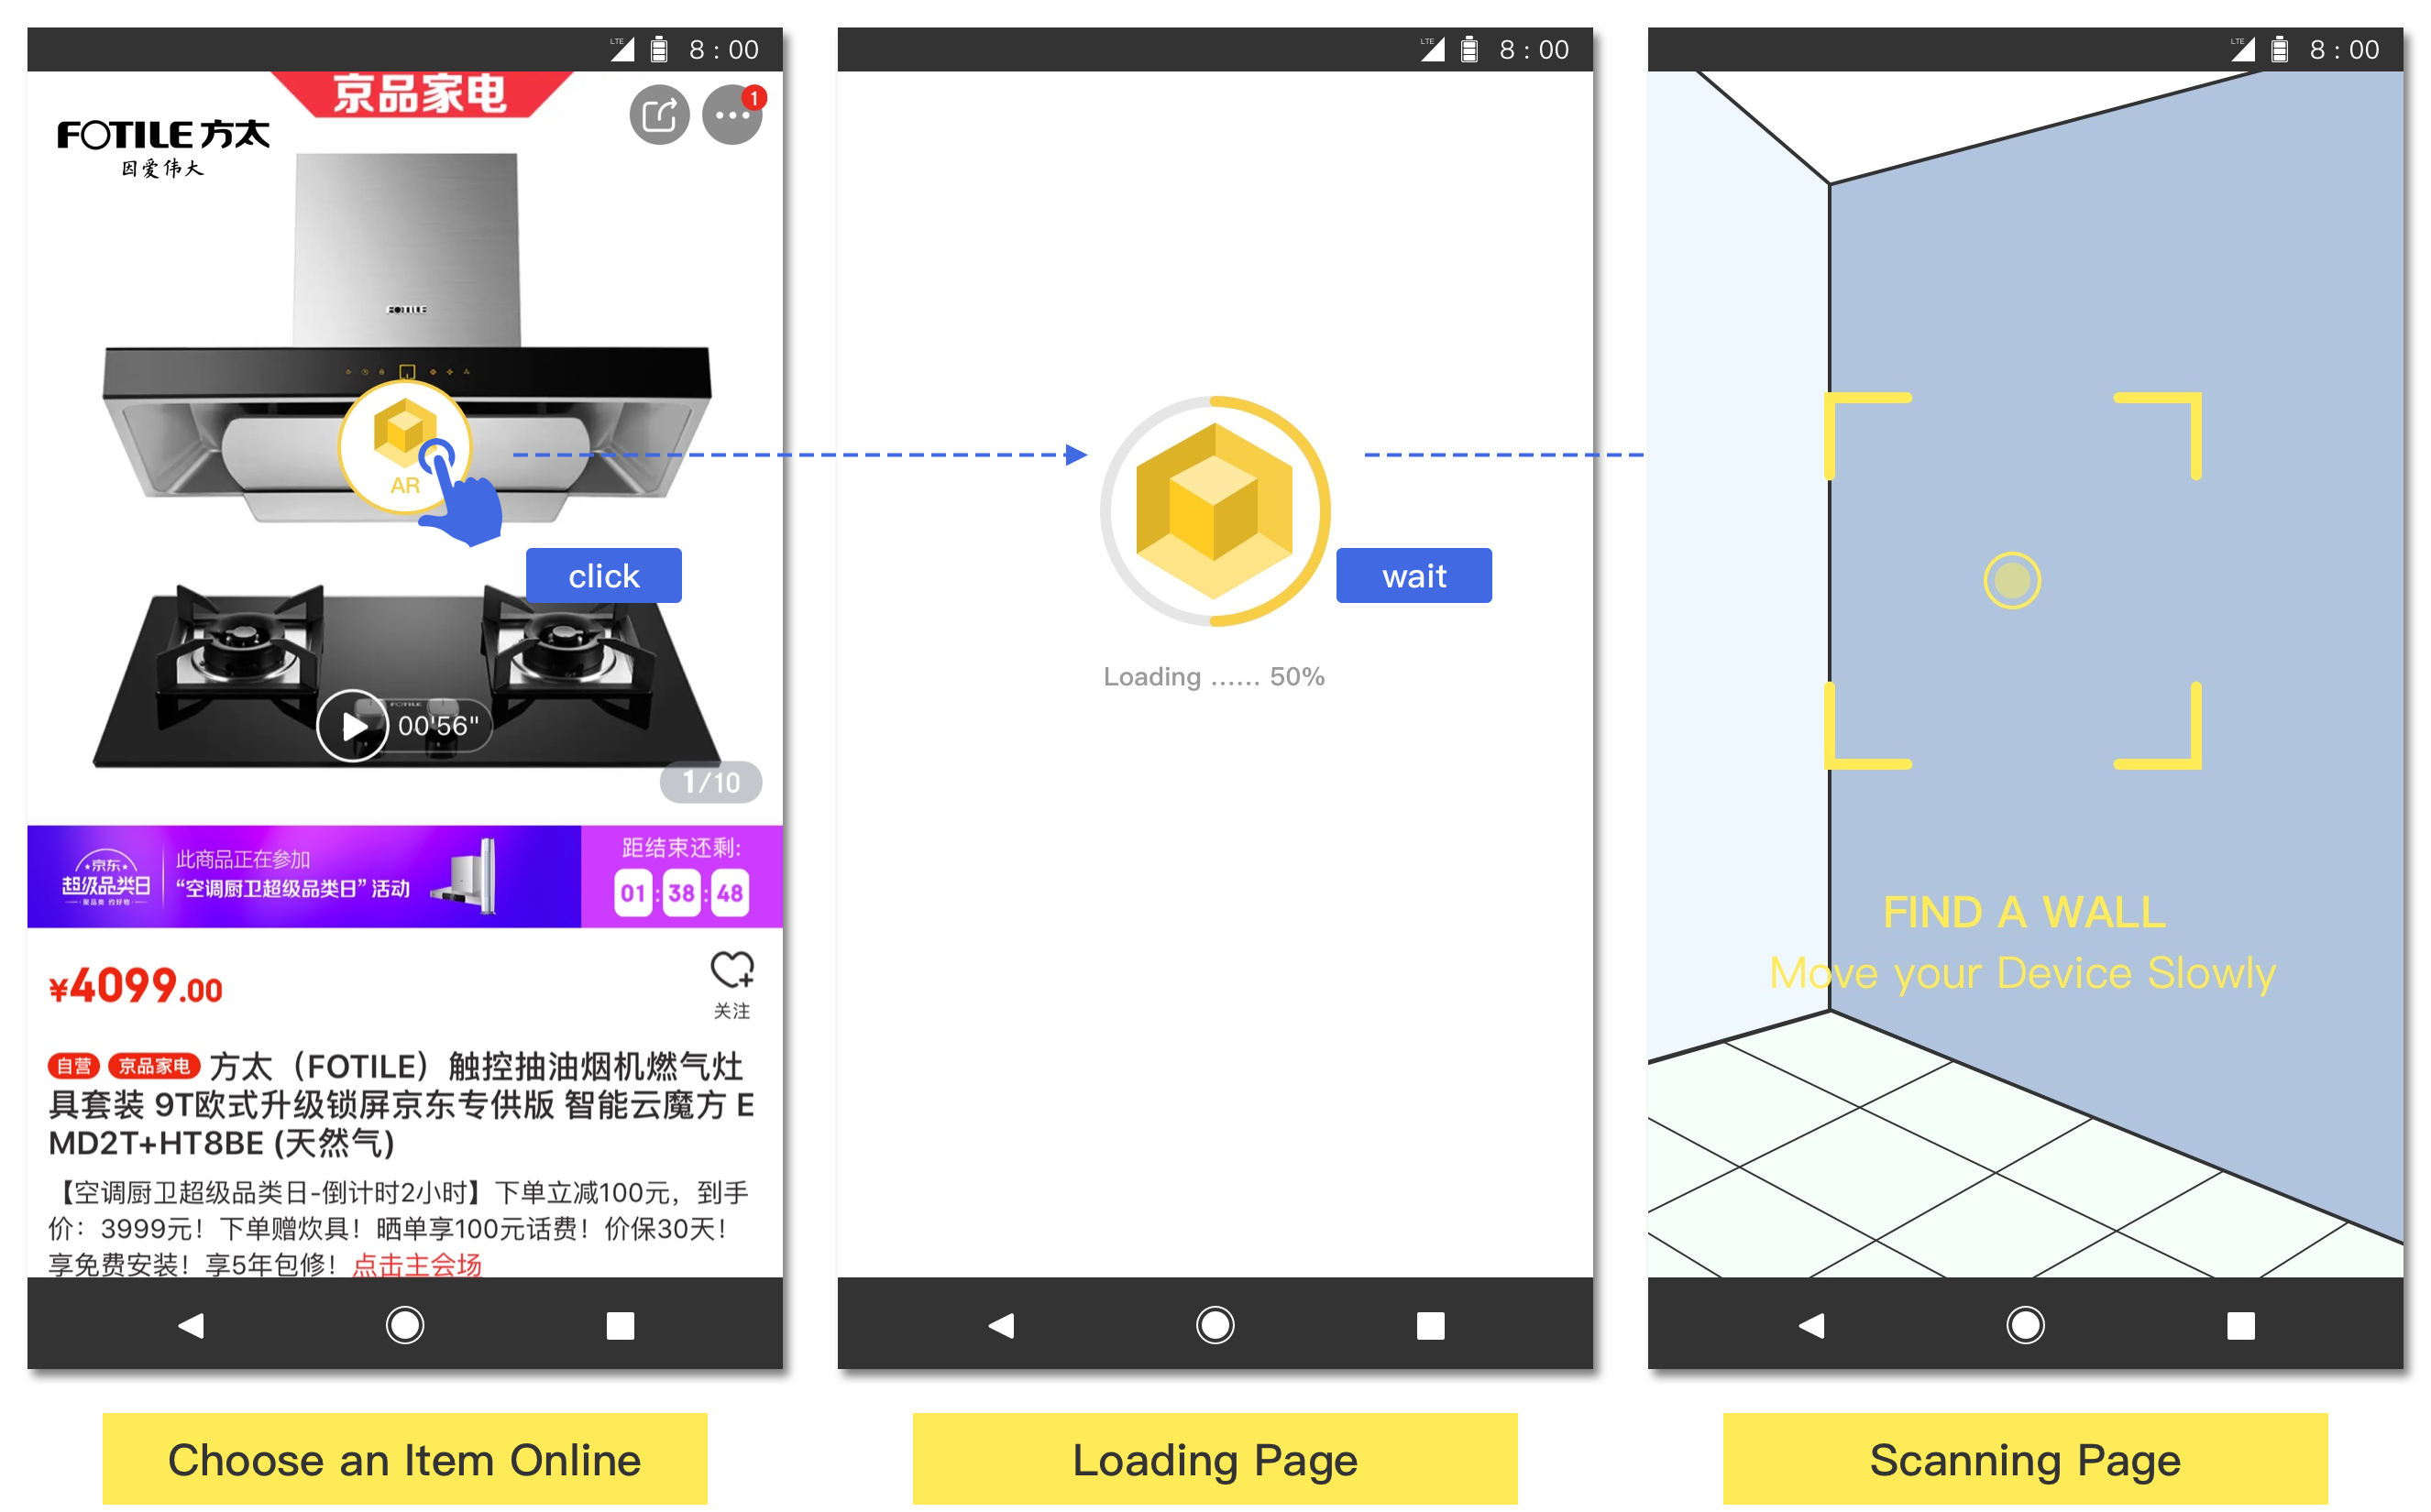 LTE 8 : 00
京品家电
1
FOTILE 方太
因爱伟大
FOTILE
AR
click
FOTILE
00'56"
1/10
京东
超级品类日
聚品类 约好物
此商品正在参加
“空调厨卫超级品类日”活动
距结束还剩:
01 : 38 : 48
¥4099.00
关注
自营 京品家电 方太（FOTILE）触控抽油烟机燃气灶
具套装 9T欧式升级锁屏京东专供版 智能云魔方 E
MD2T+HT8BE (天然气)
【空调厨卫超级品类日-倒计时2小时】下单立减100元，到手
价：3999元！下单赠炊具！晒单享100元话费！价保30天！
享免费安装！享5年包修！点击主会场
Choose an Item Online
LTE 8 : 00
wait
Loading ...... 50%
Loading Page
LTE 8 : 00
FIND A WALL
Move your Device Slowly
Scanning Page